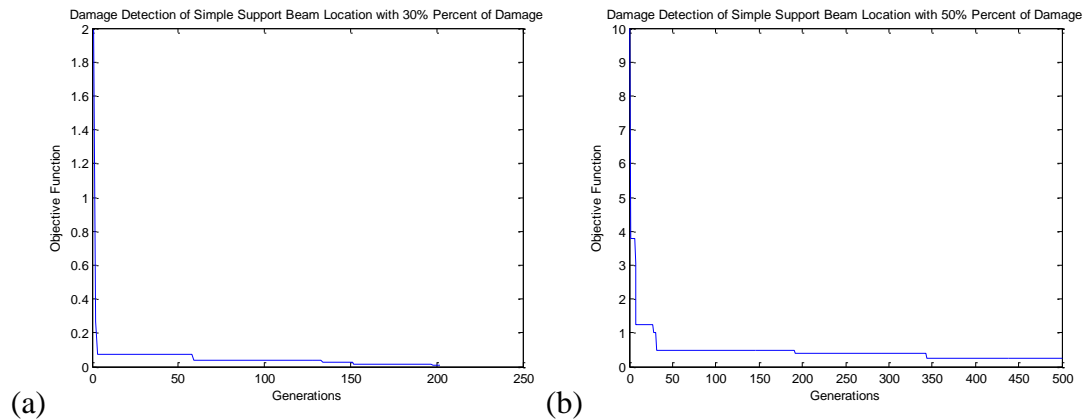 Damage Detection of Simple Support Beam Location with 30% Percent of Damage
2
1.8
1.6
1.4
1.2
1
0.8
0.6
0.4
0.2
0
Objective Function
0 50 100 150 200 250
Generations
(a)
Damage Detection of Simple Support Beam Location with 50% Percent of Damage
10
9
8
7
6
5
4
3
2
1
0
Objective Function
0 50 100 150 200 250 300 350 400 450 500
Generations
(b)